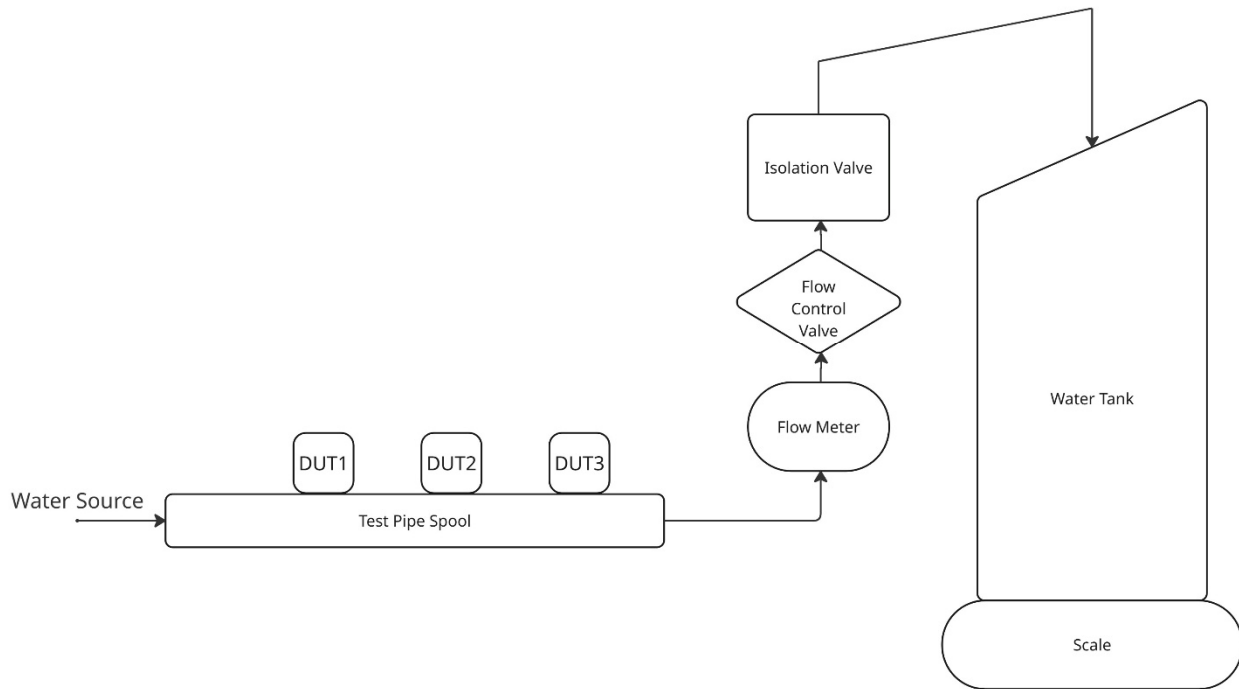 Isolation Valve
Flow
Control
Valve
Water Tank
Flow Meter
DUT1
DUT2
DUT3
Water Source
Test Pipe Spool
Scale